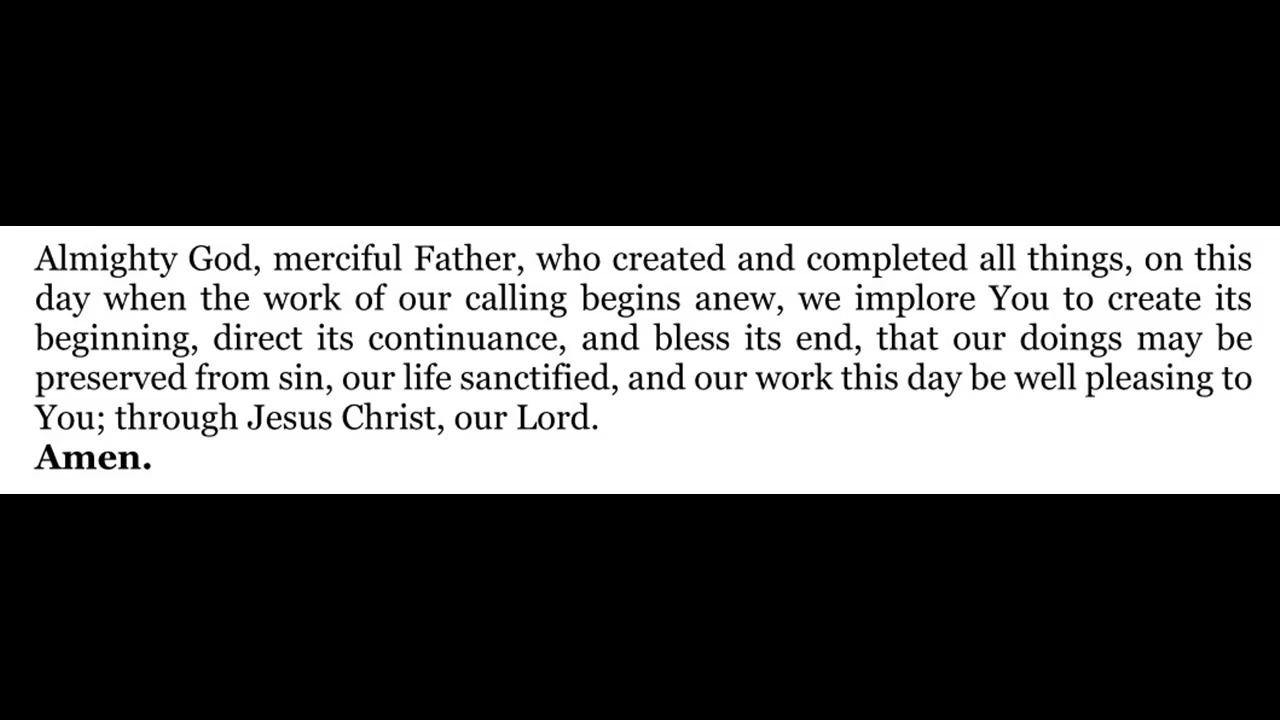 Almighty God, merciful Father, who created and completed all things, on this
day when the work of our calling begins anew, we implore You to create its
beginning, direct its continuance, and bless its end, that our doings may be
preserved from sin, our life sanctified, and our work this day be well pleasing to
You; through Jesus Christ, our Lord.
Amen.